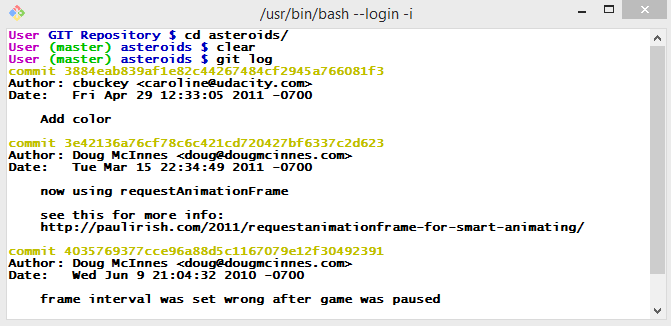 /usr/bin/bash --login -i
User GIT Repository $ cd asteroids/
User (master) asteroids $ clear
User (master) asteroids $ git log
commit 3884eab839af1e82c44267484cf2945a766081f3
Author: cbuckey <caroline@udacity.com>
Date:   Fri Apr 29 12:33:05 2011 -0700
Add color
commit 3e42136a76cf78c6c421cd720427bf6337c2d623
Author: Doug McInnes <doug@dougmcinnes.com>
Date:   Tue Mar 15 22:34:49 2011 -0700
now using requestAnimationFrame
see this for more info:
http://paulirish.com/2011/requestanimationframe-for-smart-animating/
commit 4035769377cce96a88d5c1167079e12f30492391
Author: Doug McInnes <doug@dougmcinnes.com>
Date:   Wed Jun 9 21:04:32 2010 -0700
frame interval was set wrong after game was paused